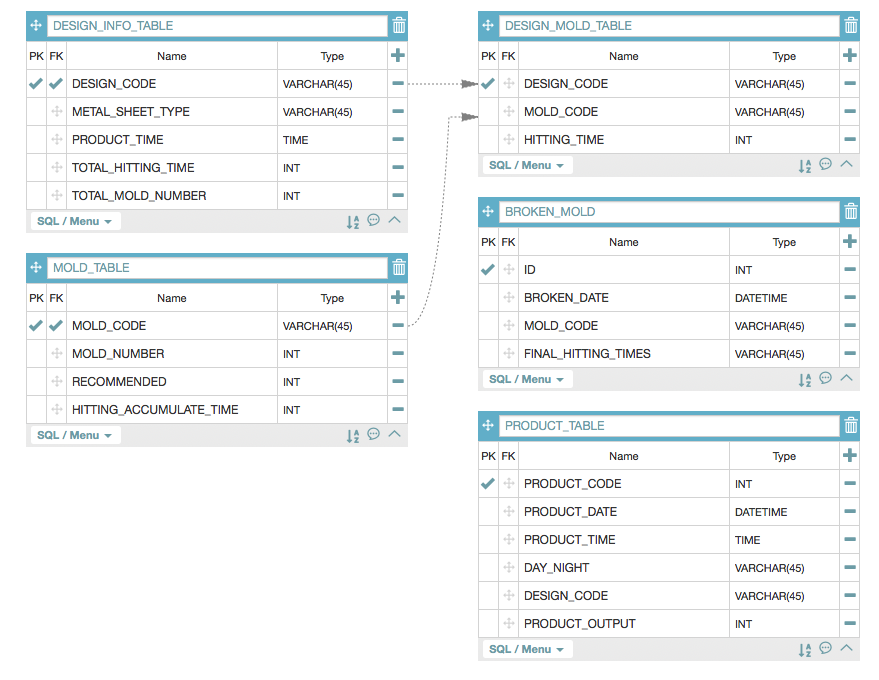 DESIGN_INFO_TABLE
PK FK Name Type
DESIGN_CODE VARCHAR(45)
METAL_SHEET_TYPE VARCHAR(45)
PRODUCT_TIME TIME
TOTAL_HITTING_TIME INT
TOTAL_MOLD_NUMBER INT
SQL / Menu
MOLD_TABLE
PK FK Name Type
MOLD_CODE VARCHAR(45)
MOLD_NUMBER INT
RECOMMENDED INT
HITTING_ACCUMULATE_TIME INT
SQL / Menu
DESIGN_MOLD_TABLE
PK FK Name Type
DESIGN_CODE VARCHAR(45)
MOLD_CODE VARCHAR(45)
HITTING_TIME INT
SQL / Menu
BROKEN_MOLD
PK FK Name Type
ID INT
BROKEN_DATE DATETIME
MOLD_CODE VARCHAR(45)
FINAL_HITTING_TIMES VARCHAR(45)
SQL / Menu
PRODUCT_TABLE
PK FK Name Type
PRODUCT_CODE INT
PRODUCT_DATE DATETIME
PRODUCT_TIME TIME
DAY_NIGHT VARCHAR(45)
DESIGN_CODE VARCHAR(45)
PRODUCT_OUTPUT INT
SQL / Menu